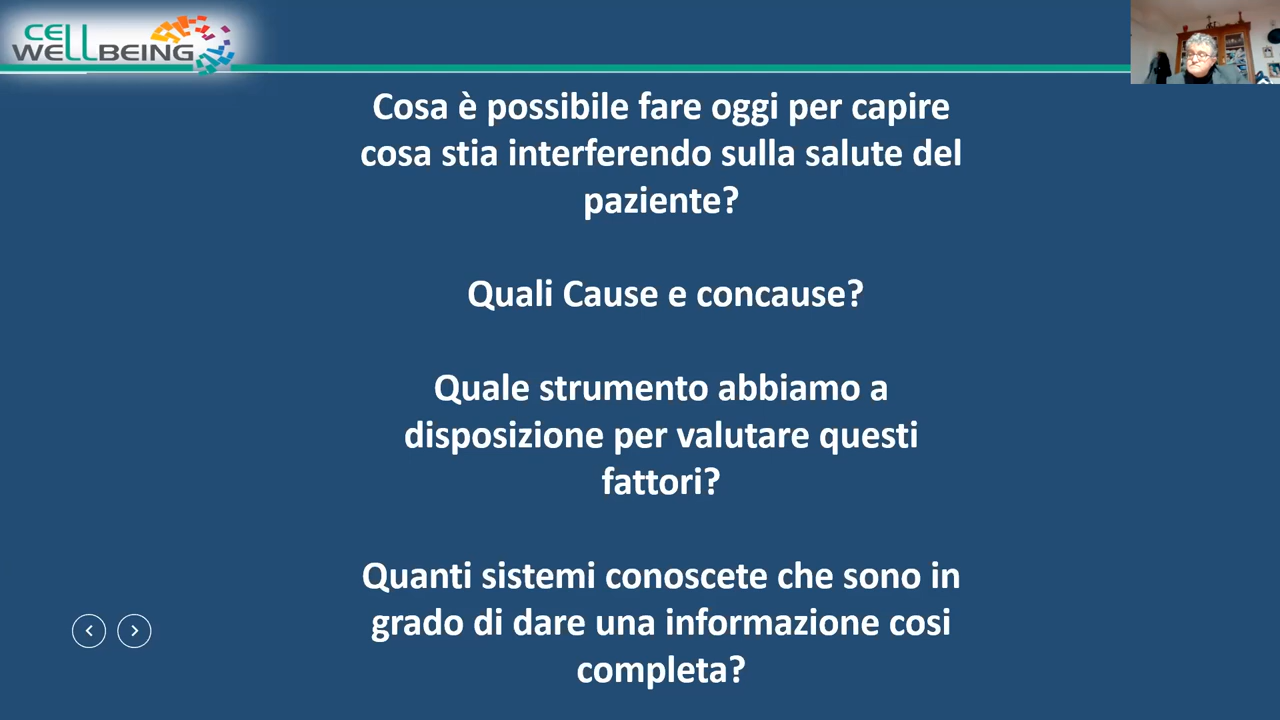 CELL
WELLBEING
Cosa è possibile fare oggi per capire
cosa stia interferendo sulla salute del
paziente?
Quali Cause e concause?
Quale strumento abbiamo a
disposizione per valutare questi
fattori?
Quanti sistemi conoscete che sono in
grado di dare una informazione cosi
completa?